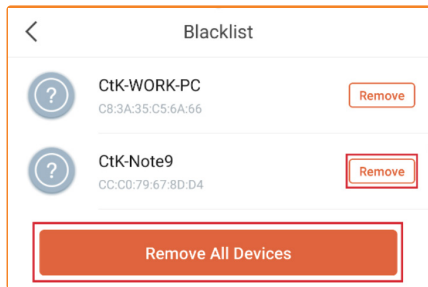 Blacklist
CtK-WORK-PC
C8:3A:35:C5:6A:66
Remove
CtK-Note9
CC:C0:79:67:8D:D4
Remove
Remove All Devices